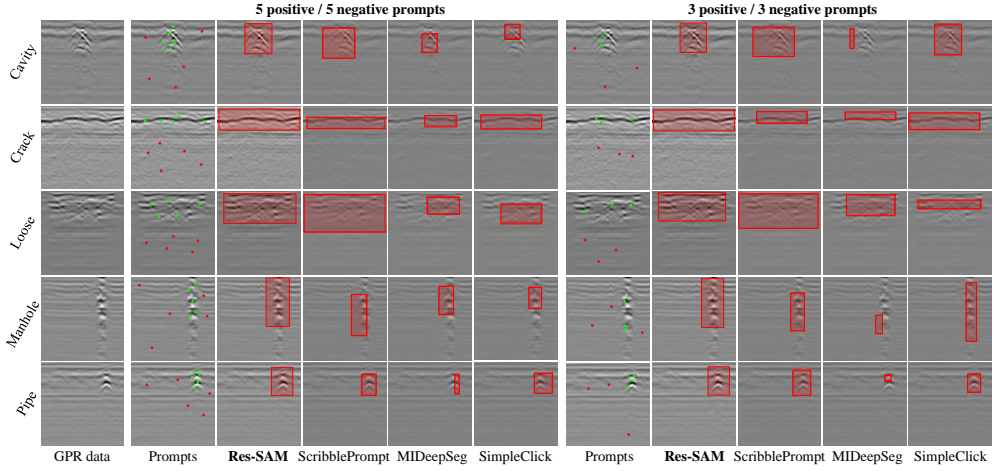 5 positive / 5 negative prompts
3 positive / 3 negative prompts
Cavity
Crack
Loose
Manhole
Pipe
GPR data
Prompts
Res-SAM
ScribblePrompt
MIDeepSeg
SimpleClick
Prompts
Res-SAM
ScribblePrompt
MIDeepSeg
SimpleClick